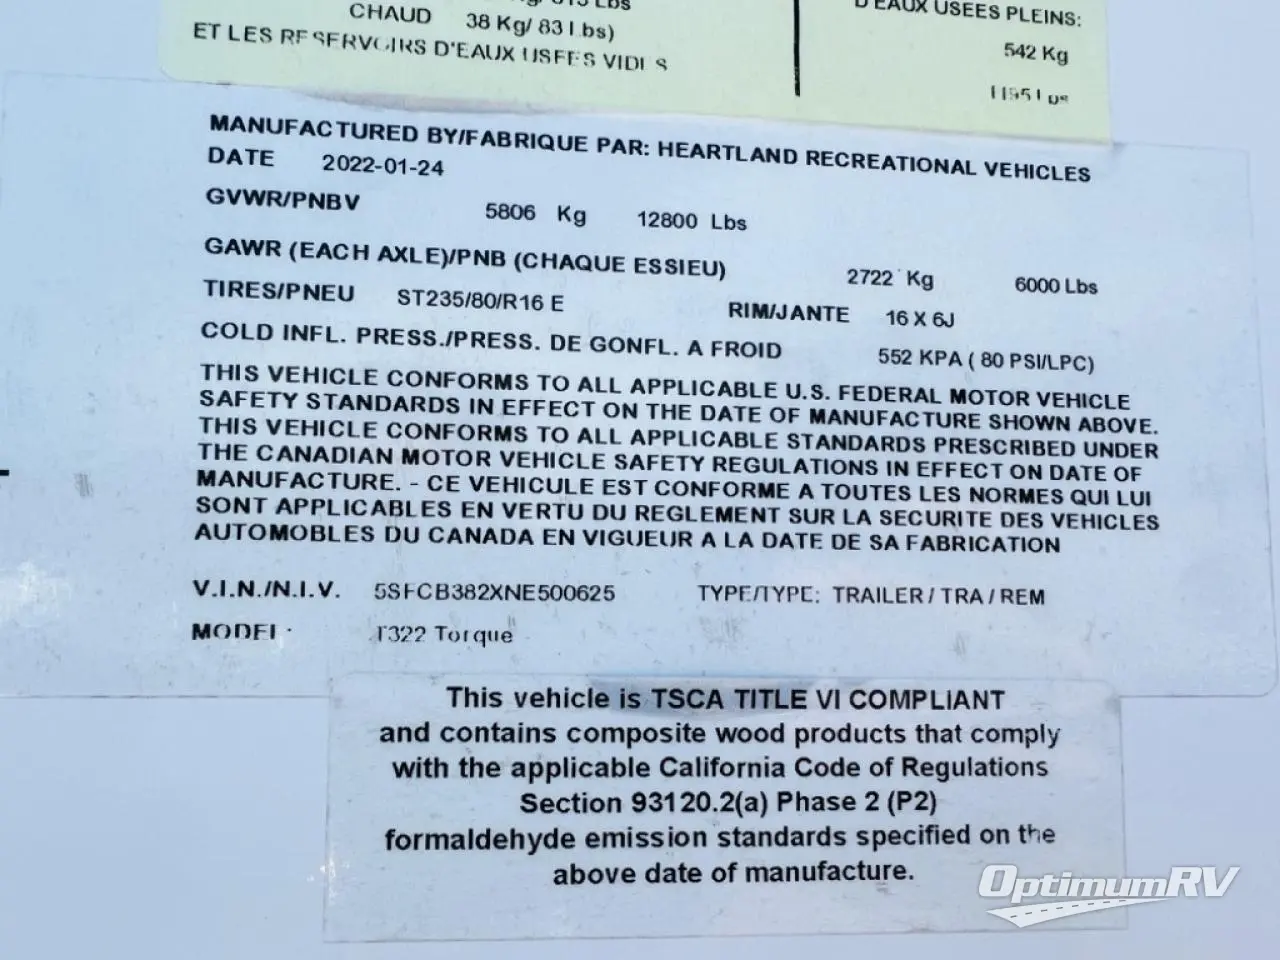 CHAUD 38 Kg/ 83 Lbs)
ET LES RESERVOIRS D'EAUX USEES VIDES
D'EAUX USEES PLEINS:
542 Kg
1195 Lbs
MANUFACTURED BY/FABRIQUE PAR: HEARTLAND RECREATIONAL VEHICLES
DATE 2022-01-24
GVWR/PNBV 5806 Kg 12800 Lbs
GAWR (EACH AXLE)/PNB (CHAQUE ESSIEU) 2722 Kg 6000 Lbs
TIRES/PNEU ST235/80/R16 E RIM/JANTE 16 X 6J
COLD INFL. PRESS./PRESS. DE GONFL. A FROID 552 KPA ( 80 PSI/LPC)
THIS VEHICLE CONFORMS TO ALL APPLICABLE U.S. FEDERAL MOTOR VEHICLE
SAFETY STANDARDS IN EFFECT ON THE DATE OF MANUFACTURE SHOWN ABOVE.
THIS VEHICLE CONFORMS TO ALL APPLICABLE STANDARDS PRESCRIBED UNDER
THE CANADIAN MOTOR VEHICLE SAFETY REGULATIONS IN EFFECT ON DATE OF
MANUFACTURE. - CE VEHICULE EST CONFORME A TOUTES LES NORMES QUI LUI
SONT APPLICABLES EN VERTU DU REGLEMENT SUR LA SECURITE DES VEHICLES
AUTOMOBILES DU CANADA EN VIGUEUR A LA DATE DE SA FABRICATION
V.I.N./N.I.V. 5SFCB382XNE500625 TYPE/TYPE: TRAILER / TRA / REM
MODEL: T322 Torque
This vehicle is TSCA TITLE VI COMPLIANT
and contains composite wood products that comply
with the applicable California Code of Regulations
Section 93120.2(a) Phase 2 (P2)
formaldehyde emission standards specified on the
above date of manufacture.
OptimumRV